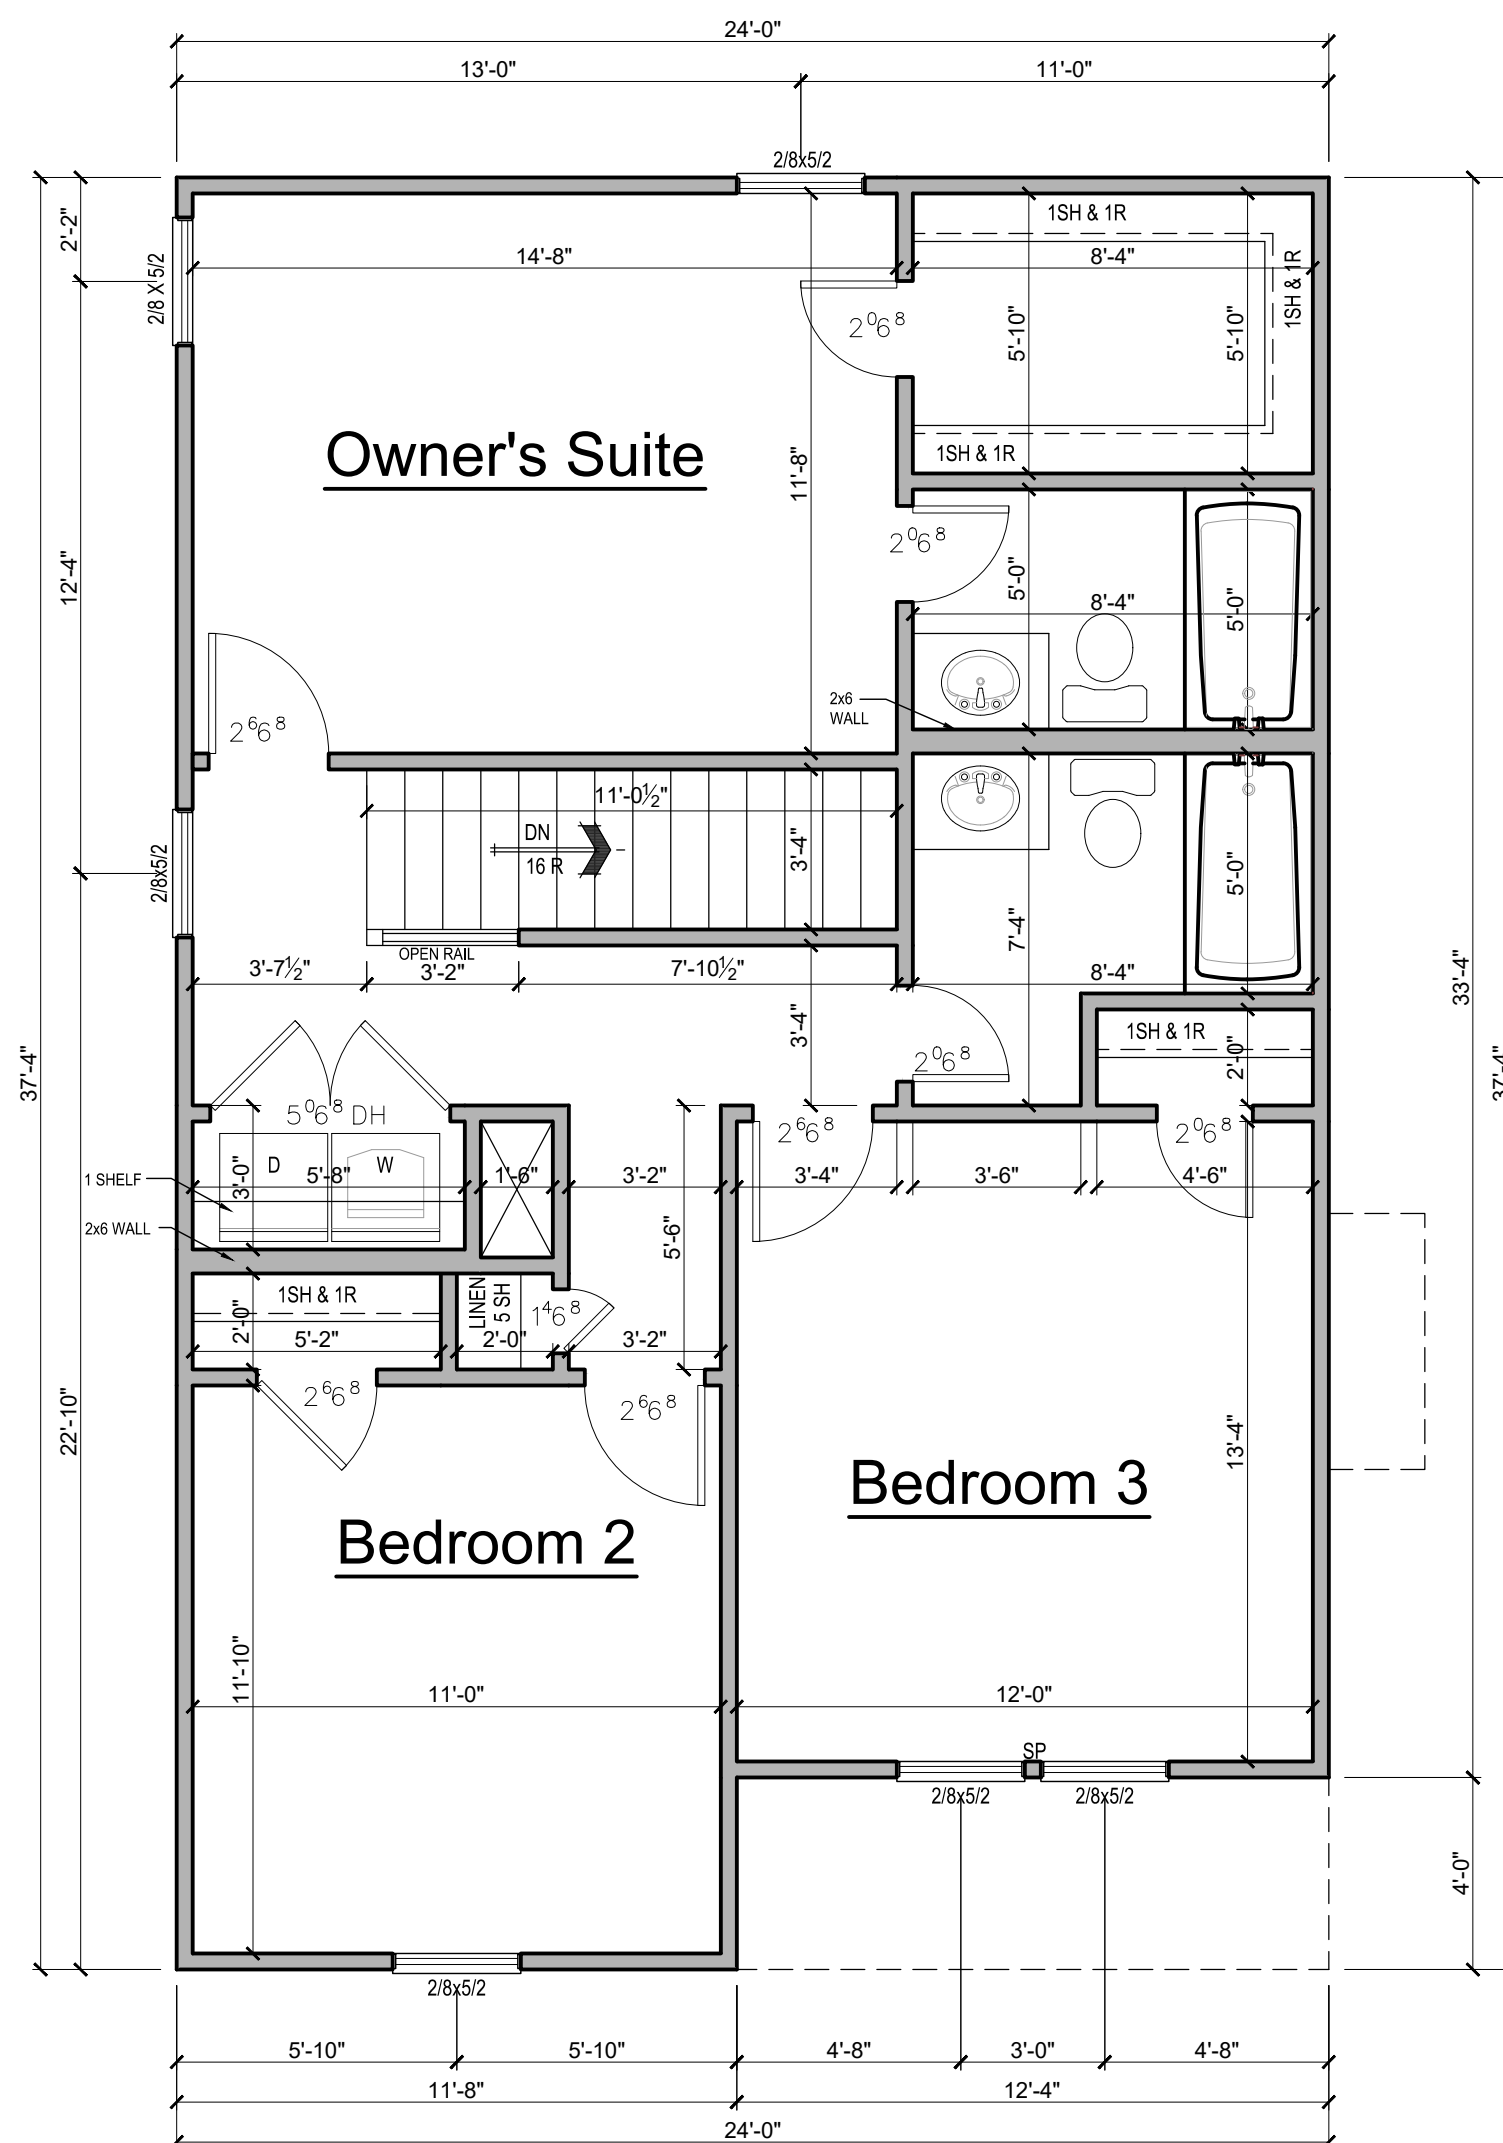 24'-0"
13'-0"
11'-0"
2/8x5/2
2'-2"
2/8 X 5/2
14'-8"
1SH & 1R
8'-4"
1SH & 1R
2⁰6⁸
5'-10"
5'-10"
Owner's Suite
11'-8"
1SH & 1R
12'-4"
2⁰6⁸
5'-0"
8'-4"
5'-0"
2⁶6⁸
2x6
WALL
11'-0½"
DN
16 R
3'-4"
2/8x5/2
5'-0"
7'-4"
OPEN RAIL
3'-7½"
3'-2"
7'-10½"
8'-4"
33'-4"
3'-4"
1SH & 1R
2'-0"
2⁰6⁸
37'-4"
37'-4"
5⁰6⁸ DH
2⁶6⁸
2⁰6⁸
D
W
1 SHELF
3'-0"
5'-8"
1'-6"
3'-2"
3'-4"
3'-6"
4'-6"
2x6 WALL
5'-6"
1SH & 1R
LINEN
5 SH
1⁴6⁸
2'-0"
5'-2"
2'-0"
3'-2"
2⁶6⁸
2⁶6⁸
22'-10"
13'-4"
Bedroom 3
Bedroom 2
11'-10"
11'-0"
12'-0"
SP
2/8x5/2
2/8x5/2
4'-0"
2/8x5/2
5'-10"
5'-10"
4'-8"
3'-0"
4'-8"
11'-8"
12'-4"
24'-0"